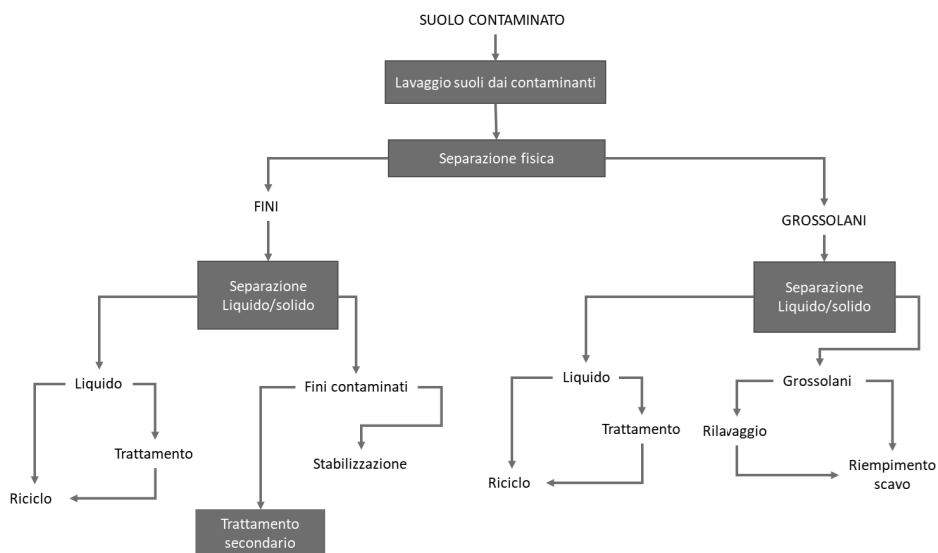 SUOLO CONTAMINATO
Lavaggio suoli dai contaminanti
Separazione fisica
FINI
GROSSOLANI
Separazione
Liquido/solido
Separazione
Liquido/solido
Liquido
Fini contaminati
Liquido
Grossolani
Trattamento
Stabilizzazione
Trattamento
Rilavaggio
Riciclo
Riciclo
Riempimento
scavo
Trattamento
secondario